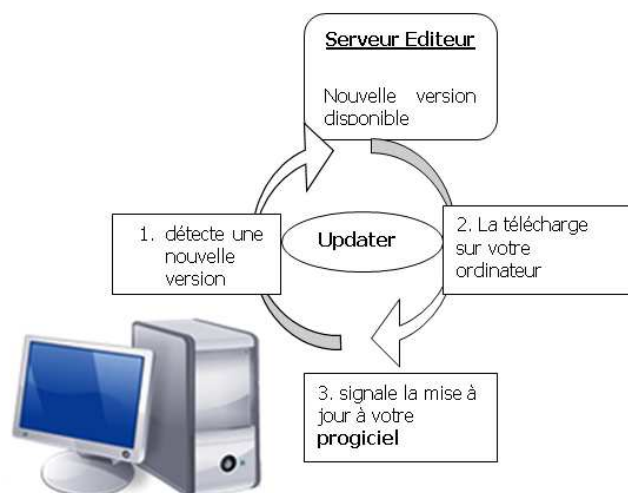 Serveur Editeur
Nouvelle version
disponible
1. détecte une
nouvelle
version
Updater
2. La télécharge
sur votre
ordinateur
3. signale la mise à
jour à votre
progiciel